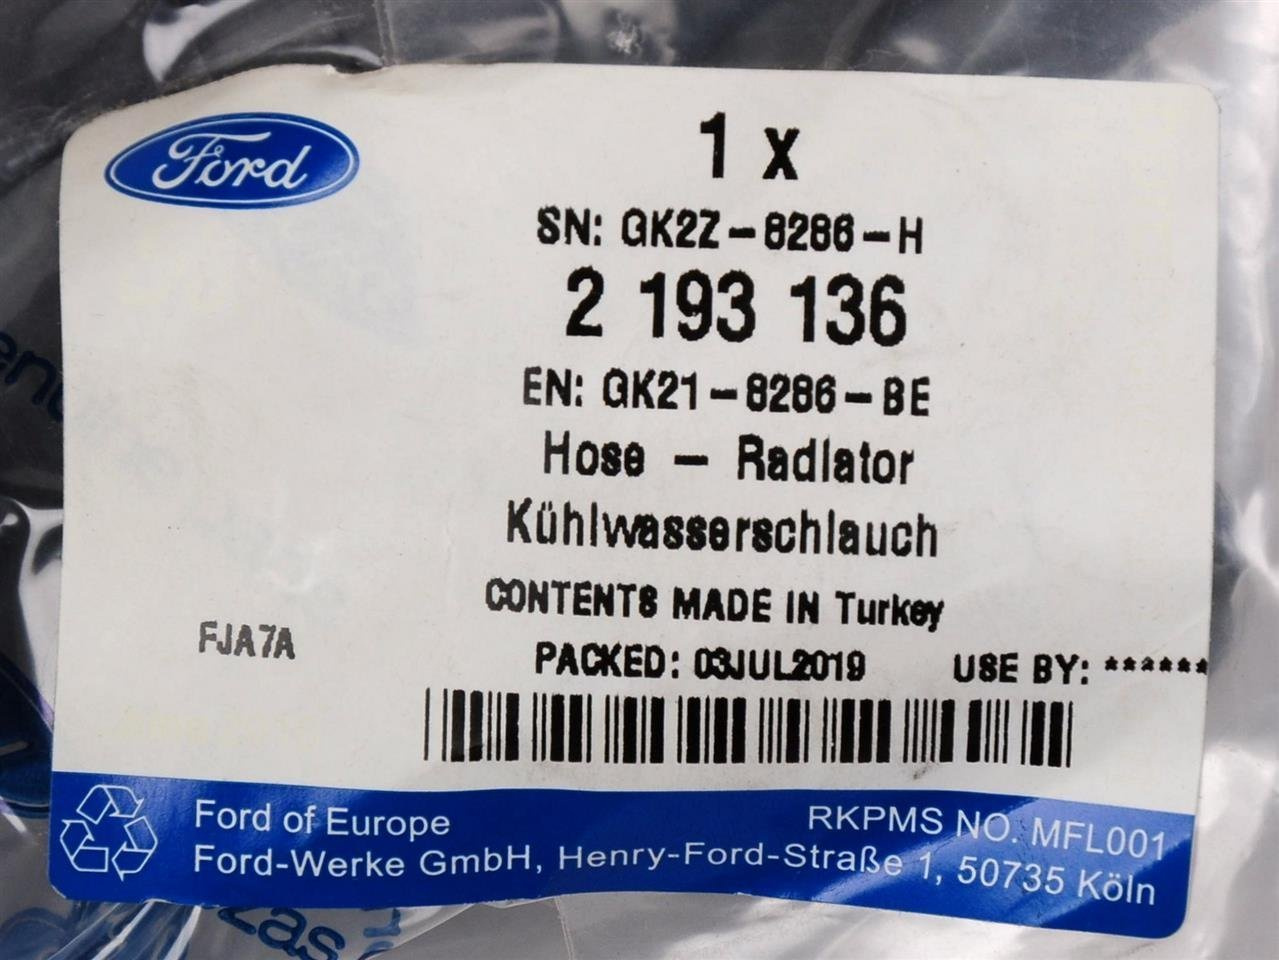 Ford
1 x
SN: GK2Z-8286-H
2 193 136
EN: GK21-8286-BE
Hose - Radiator
Kühlwasserschlauch
CONTENTS MADE IN Turkey
FJA7A
PACKED: 03JUL2019 USE BY: ******
Ford of Europe
RKPMS NO. MFL001
Ford-Werke GmbH, Henry-Ford-Straße 1, 50735 Köln